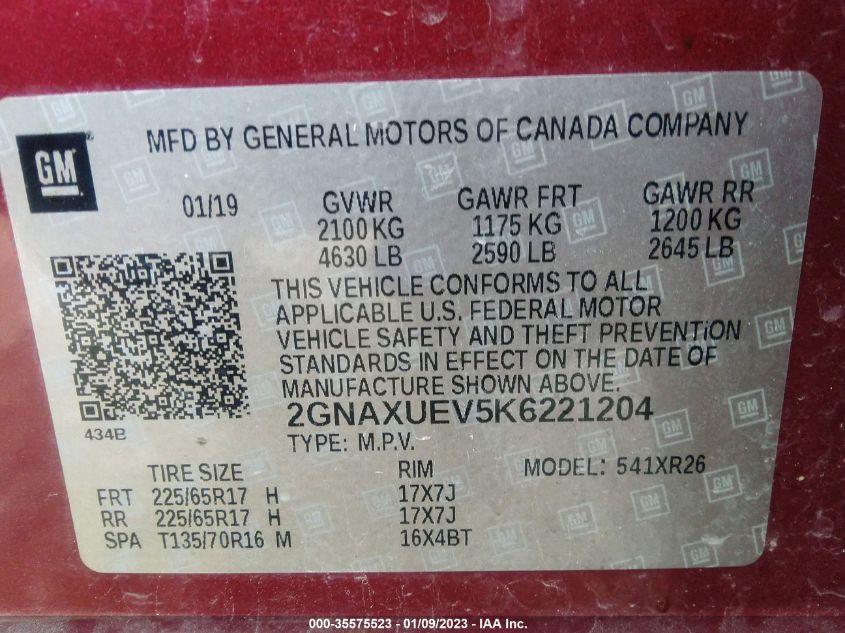 GM
MFD BY GENERAL MOTORS OF CANADA COMPANY
01/19 GVWR GAWR FRT GAWR RR
2100 KG 1175 KG 1200 KG
4630 LB 2590 LB 2645 LB
THIS VEHICLE CONFORMS TO ALL
APPLICABLE U.S. FEDERAL MOTOR
VEHICLE SAFETY AND THEFT PREVENTION
STANDARDS IN EFFECT ON THE DATE OF
MANUFACTURE SHOWN ABOVE.
2GNAXUEV5K6221204
434B
TYPE: M.P.V.
TIRE SIZE RIM MODEL: 541XR26
FRT 225/65R17 H 17X7J
RR 225/65R17 H 17X7J
SPA T135/70R16 M 16X4BT
000-35575523 - 01/09/2023 - IAA Inc.